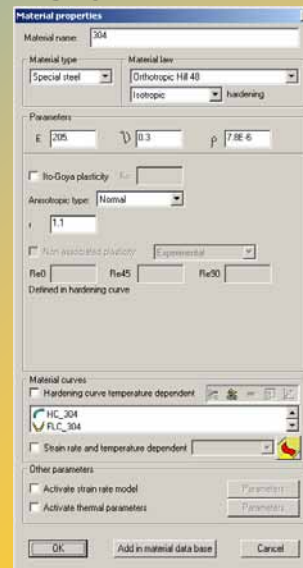 Material properties
Material name: 304
Material type
Special steel
Material law
Orthotropic Hill 48
Isotropic hardening
Parameters
E 205. ν 0.3 ρ 7.8E-6
Ito-Goya plasticity
Anisotropic type: Normal
r 1.1
Non associated plasticity Experimental
Re0 Re45 Re90
Defined in hardening curve
Material curves
Hardening curve temperature dependent
HC_304
FLC_304
Strain rate and temperature dependent
Other parameters
Activate strain rate model Parameters
Activate thermal parameters Parameters
OK Add in material data base Cancel